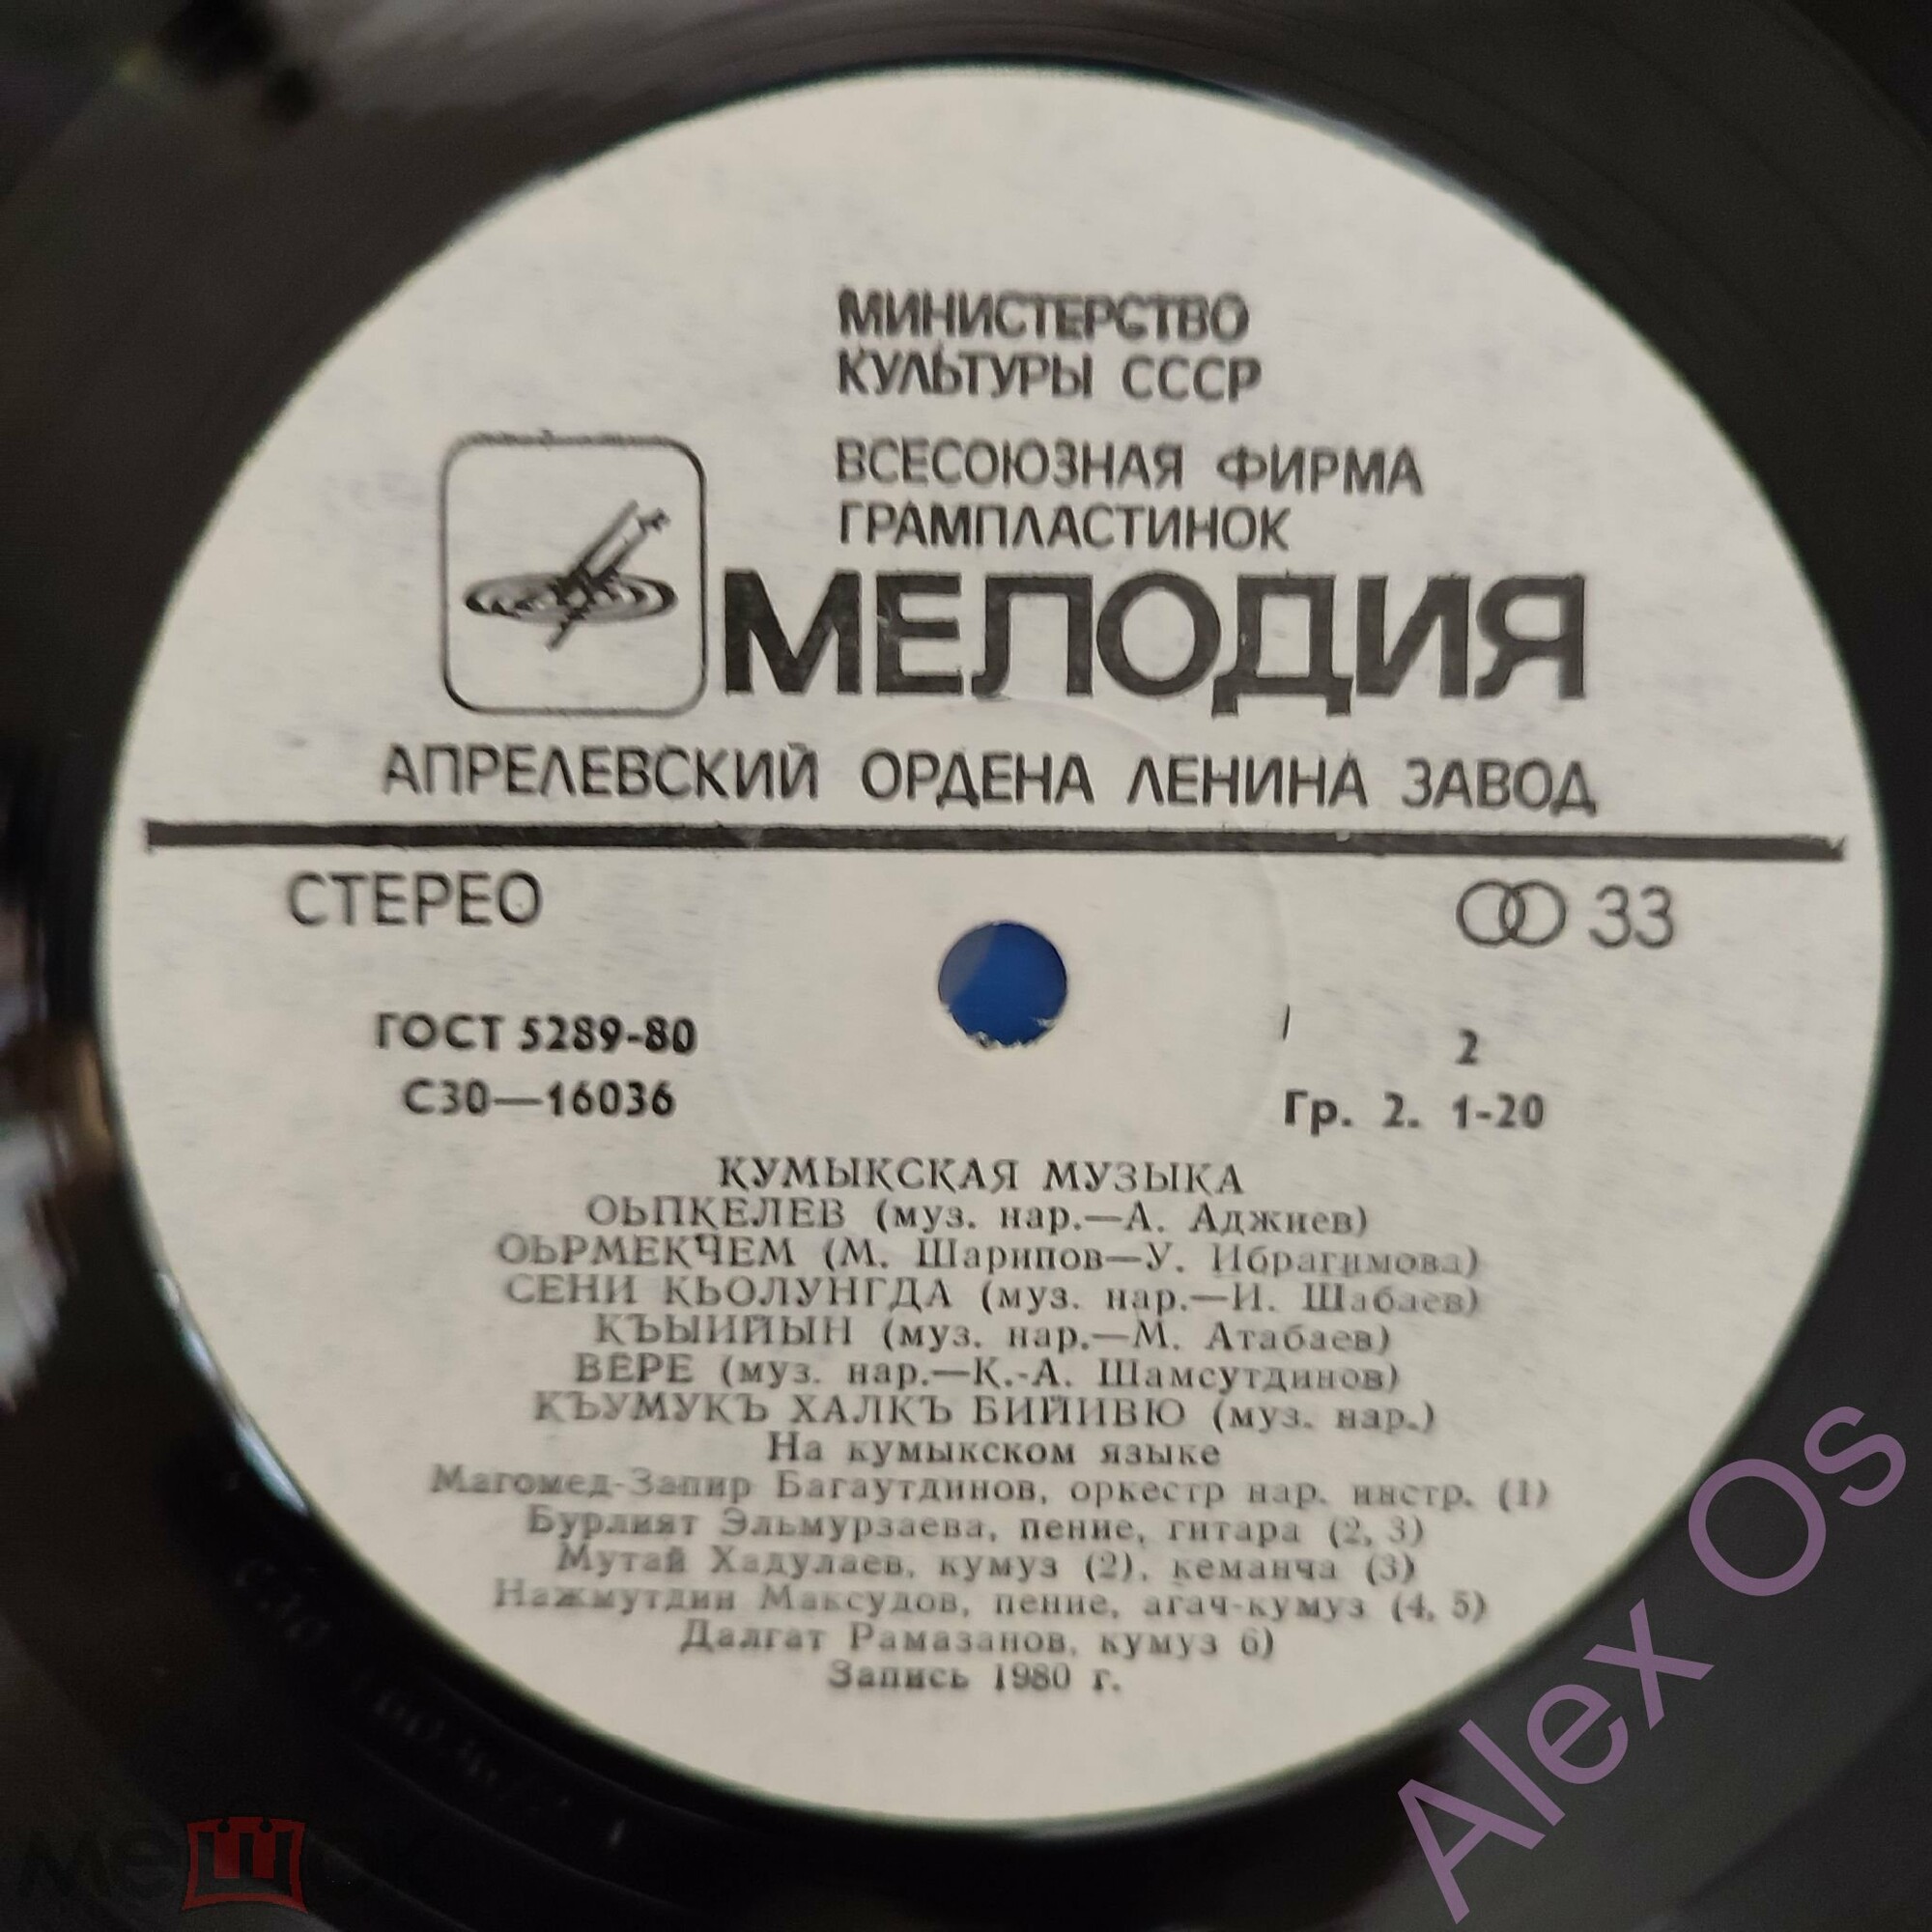 МИНИСТЕРСТВО
КУЛЬТУРЫ СССР
ВСЕСОЮЗНАЯ ФИРМА
ГРАМПЛАСТИНОК
МЕЛОДИЯ
АПРЕЛЕВСКИЙ ОРДЕНА ЛЕНИНА ЗАВОД
СТЕРЕО
33
ГОСТ 5289-80
2
С30—16036
Гр. 2. 1-20
КУМЫКСКАЯ МУЗЫКА
ОЬПКЕЛЕВ (муз. нар.—А. Аджиев)
ОЬРМЕКЧЕМ (М. Шарипов—У. Ибрагимова)
СЕНИ КЬОЛУНГДА (муз. нар.—И. Шабаев)
КЪЫИЙЫН (муз. нар.—М. Атабаев)
ВЕРЕ (муз. нар.—К.-А. Шамсутдинов)
КЪУМУКЪ ХАЛКЪ БИЙИВЮ (муз. нар.)
На кумыкском языке
Магомед-Запир Багаутдинов, оркестр нар. инстр. (1)
Бурлият Эльмурзаева, пение, гитара (2, 3)
Мутай Хадулаев, кумуз (2), кеманча (3)
Нажмутдин Максудов, пение, агач-кумуз (4, 5)
Далгат Рамазанов, кумуз 6)
Запись 1980 г.
Alex Os
мешок